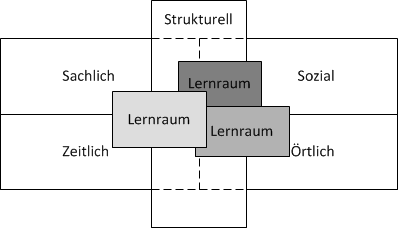 Strukturell
Sachlich
Lernraum
Sozial
Lernraum
Lernraum
Zeitlich
Örtlich